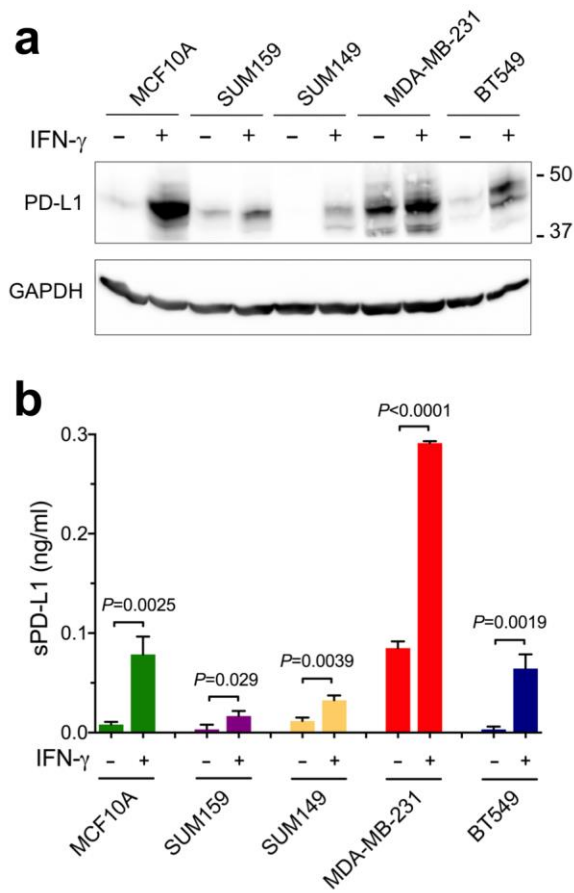 a
MCF10A SUM159 SUM149 MDA-MB-231 BT549
IFN-γ – + – + – + – + – +
PD-L1
- 50
- 37
GAPDH
b
P<0.0001
0.3
P=0.0025
P=0.029
P=0.0039
P=0.0019
0.2
0.1
0.0
sPD-L1 (ng/ml)
IFN-γ – + – + – + – + – +
MCF10A SUM159 SUM149 MDA-MB-231 BT549